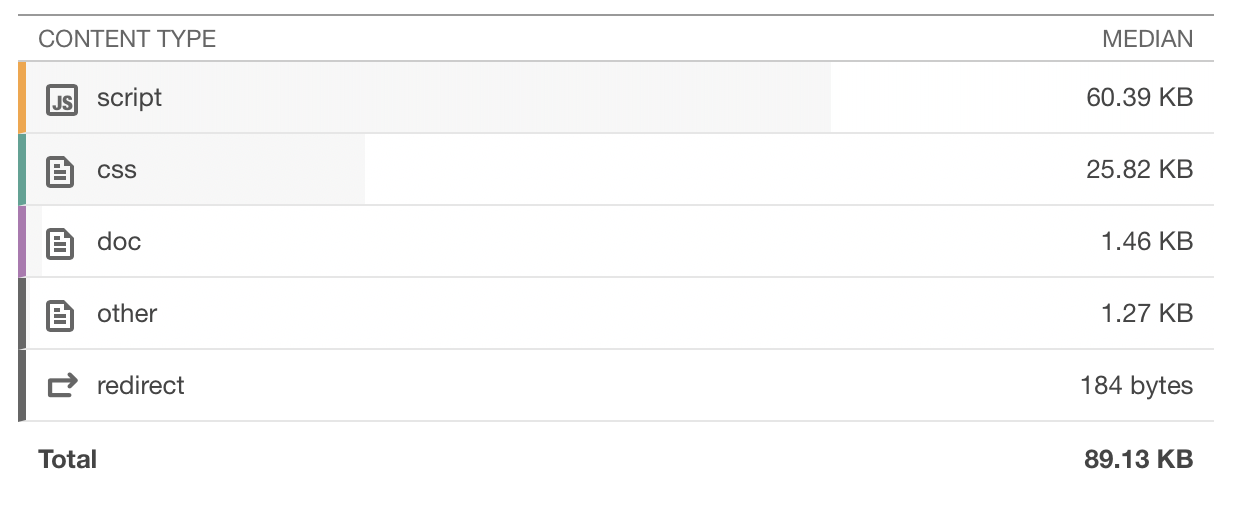 CONTENT TYPE MEDIAN
JS script 60.39 KB
css 25.82 KB
doc 1.46 KB
other 1.27 KB
redirect 184 bytes
Total 89.13 KB